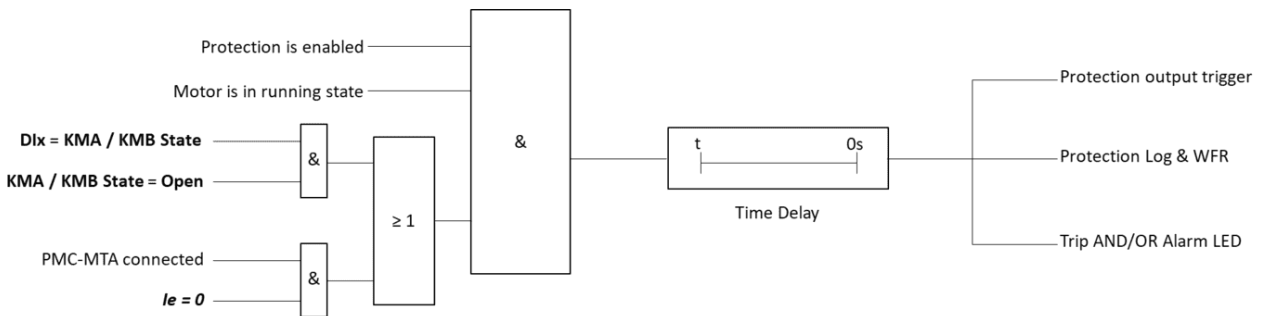 Protection is enabled
Motor is in running state
DIx = KMA / KMB State
KMA / KMB State = Open
PMC-MTA connected
Ie = 0
&
&
≥ 1
&
t 0s
Time Delay
Protection output trigger
Protection Log & WFR
Trip AND/OR Alarm LED